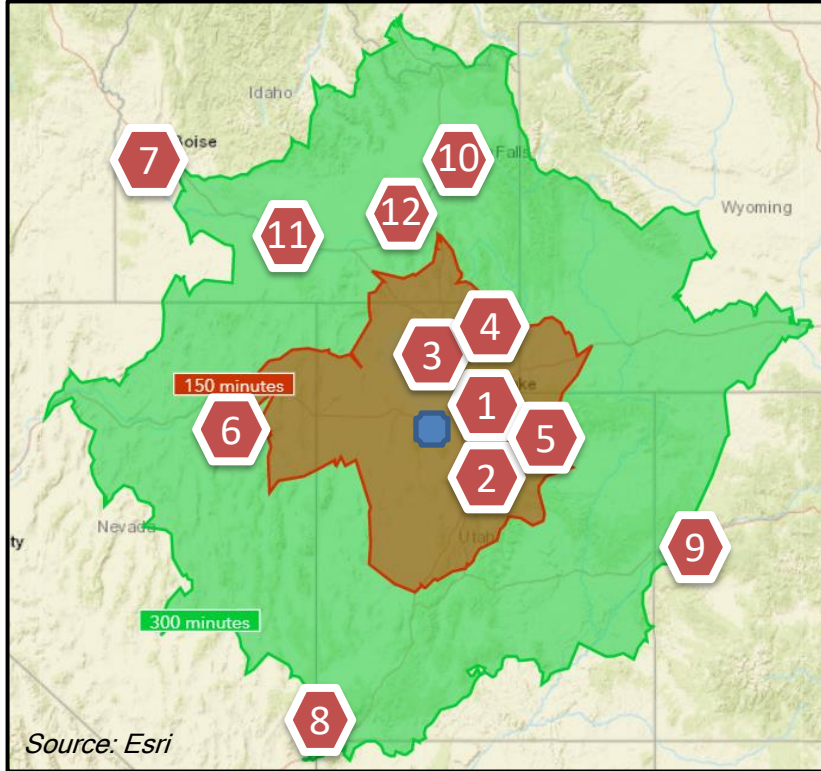 Idaho
7
oise
10
Falls
12
11
Wyoming
4
3
150 minutes
ke
1
6
5
2
Nevada
ty
Utah
9
300 minutes
8
Source: Esri